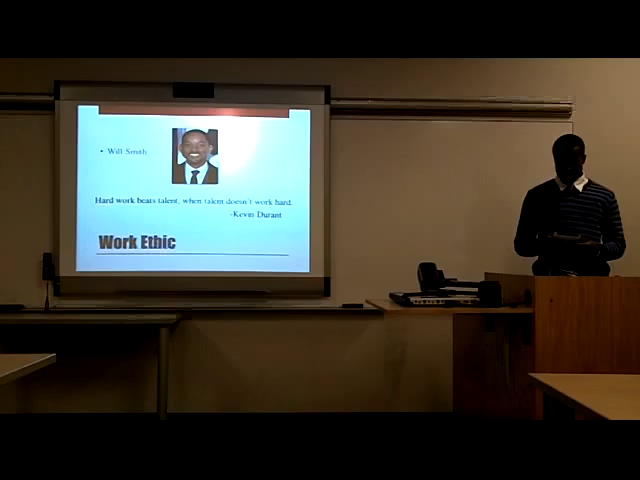 • Will Smith
Hard work beats talent, when talent doesn't work hard.
-Kevin Durant
Work Ethic